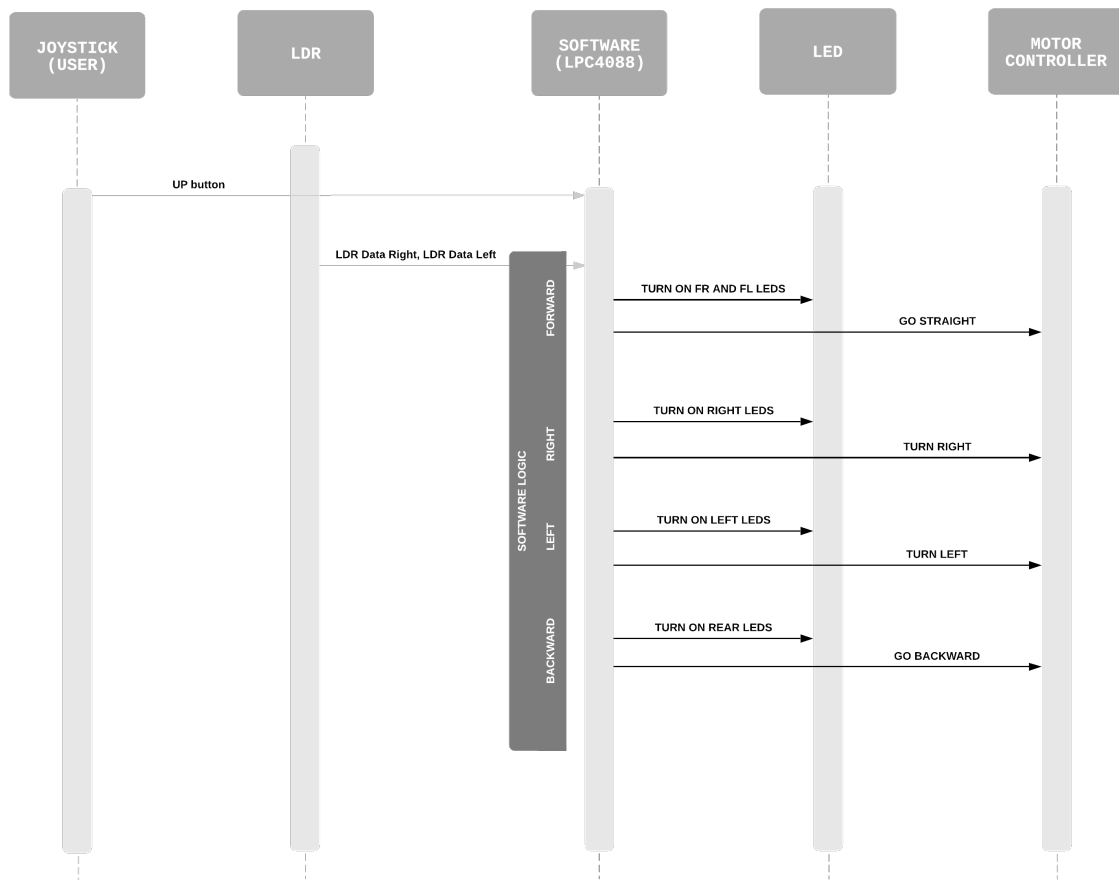 JOYSTICK
(USER)
LDR
SOFTWARE
(LPC4088)
LED
MOTOR
CONTROLLER
UP button
LDR Data Right, LDR Data Left
SOFTWARE LOGIC
FORWARD
TURN ON FR AND FL LEDS
GO STRAIGHT
RIGHT
TURN ON RIGHT LEDS
TURN RIGHT
LEFT
TURN ON LEFT LEDS
TURN LEFT
BACKWARD
TURN ON REAR LEDS
GO BACKWARD